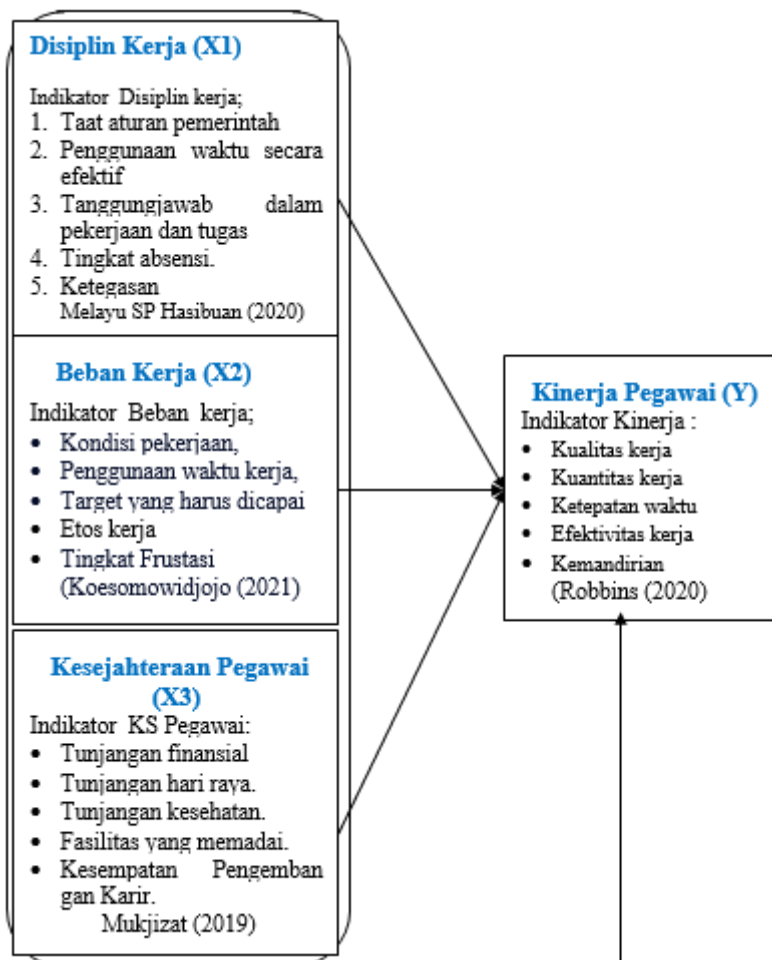 Disiplin Kerja (X1)
Indikator Disiplin kerja;
1. Taat aturan pemerintah
2. Penggunaan waktu secara
efektif
3. Tanggungjawab dalam
pekerjaan dan tugas
4. Tingkat absensi.
5. Ketegasan
Melayu SP Hasibuan (2020)
Beban Kerja (X2)
Indikator Beban kerja;
• Kondisi pekerjaan,
• Penggunaan waktu kerja,
• Target yang harus dicapai
• Etos kerja
• Tingkat Frustasi
(Koesomowidjojo (2021)
Kesejahteraan Pegawai
(X3)
Indikator KS Pegawai:
• Tunjangan finansial
• Tunjangan hari raya.
• Tunjangan kesehatan.
• Fasilitas yang memadai.
• Kesempatan Pengemban
gan Karir.
Mukjizat (2019)
Kinerja Pegawai (Y)
Indikator Kinerja :
• Kualitas kerja
• Kuantitas kerja
• Ketepatan waktu
• Efektivitas kerja
• Kemandirian
(Robbins (2020)